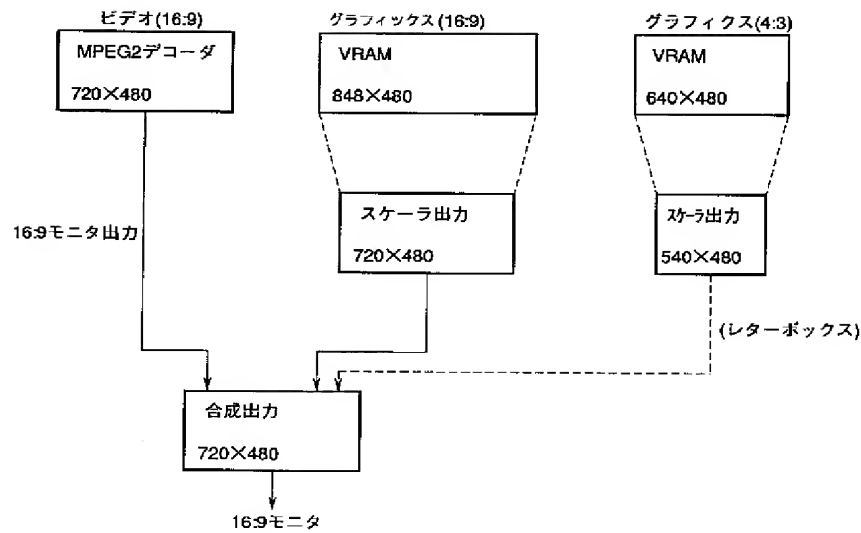 ビデオ(16:9)
MPEG2デコーダ
720×480
グラフィックス(16:9)
VRAM
848×480
グラフィクス(4:3)
VRAM
640×480
16:9モニタ出力
スケーラ出力
720×480
スケーラ出力
540×480
(レターボックス)
合成出力
720×480
16:9モニタ